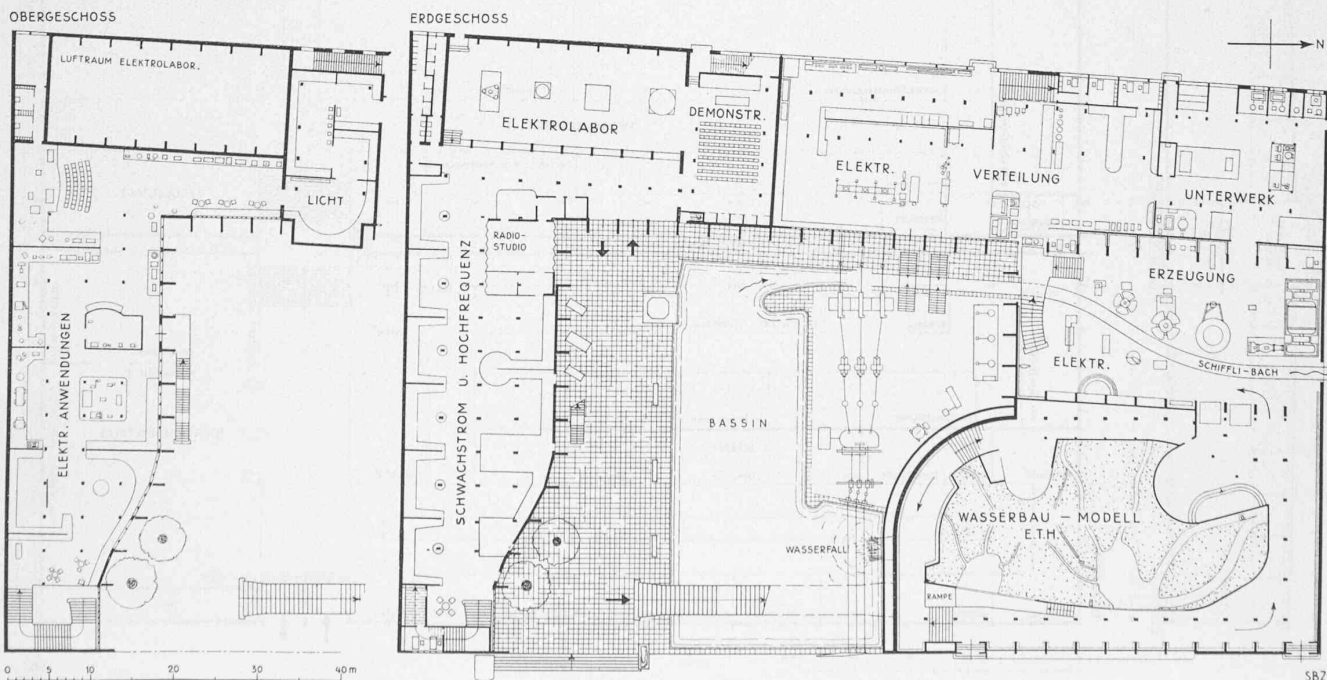 OBERGESCHOSS
LUFTRAUM ELEKTROLABOR.
LICHT
ELEKTR. ANWENDUNGEN
0 5 10 20 30 40 m
ERDGESCHOSS
N
ELEKTROLABOR
DEMONSTR.
ELEKTR.
VERTEILUNG
UNTERWERK
RADIO-
STUDIO
SCHWACHSTROM U. HOCHFREQUENZ
ERZEUGUNG
ELEKTR.
SCHIFFLI-BACH
BASSIN
WASSERFALL
WASSERBAU – MODELL
E.T.H.
RAMPE
SBZ